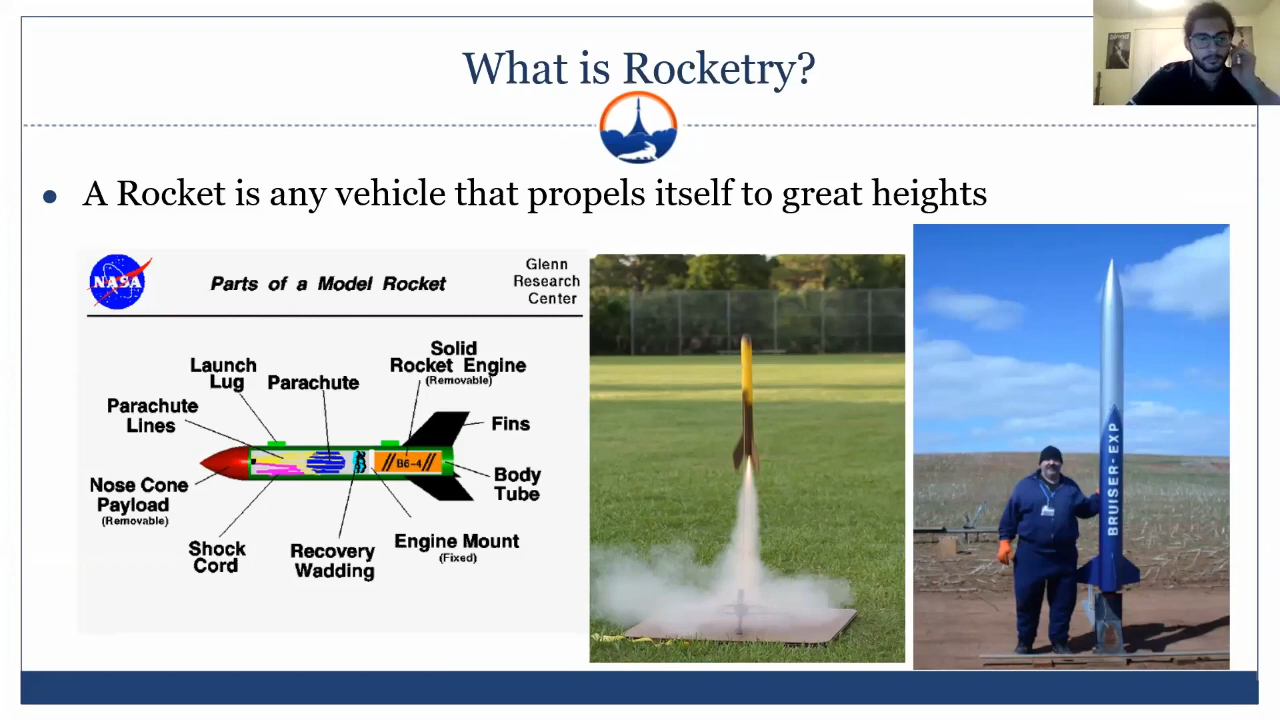 What is Rocketry?
• A Rocket is any vehicle that propels itself to great heights
NASA
Parts of a Model Rocket
Glenn
Research
Center
Solid
Rocket Engine
(Removable)
Launch
Lug
Parachute
Parachute
Lines
Fins
B6-4
Body
Tube
Nose Cone
Payload
(Removable)
Shock
Cord
Recovery
Wadding
Engine Mount
(Fixed)
BRUISER-EXP